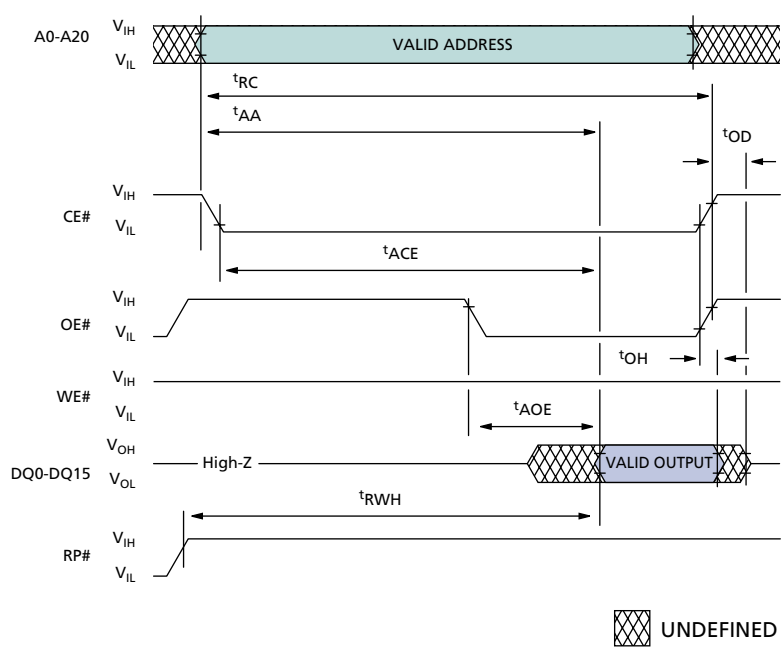 A0-A20
VIH
VIL
VALID ADDRESS
tRC
tAA
tOD
CE#
VIH
VIL
tACE
OE#
VIH
VIL
tOH
WE#
VIH
VIL
tAOE
DQ0-DQ15
VOH
VOL
High-Z
VALID OUTPUT
tRWH
RP#
VIH
VIL
UNDEFINED